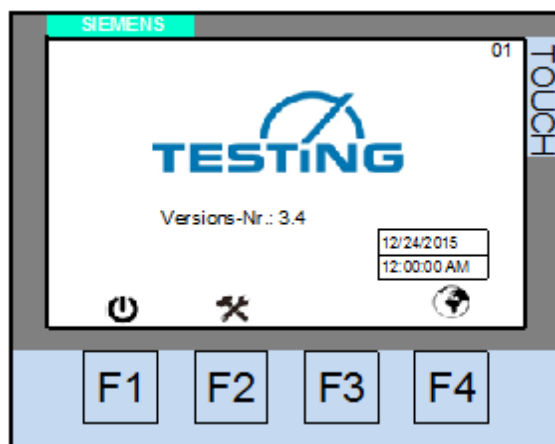 SIEMENS
01
TOUCH
TESTiNG
Versions-Nr.: 3.4
12/24/2015
12:00:00 AM
F1 F2 F3 F4